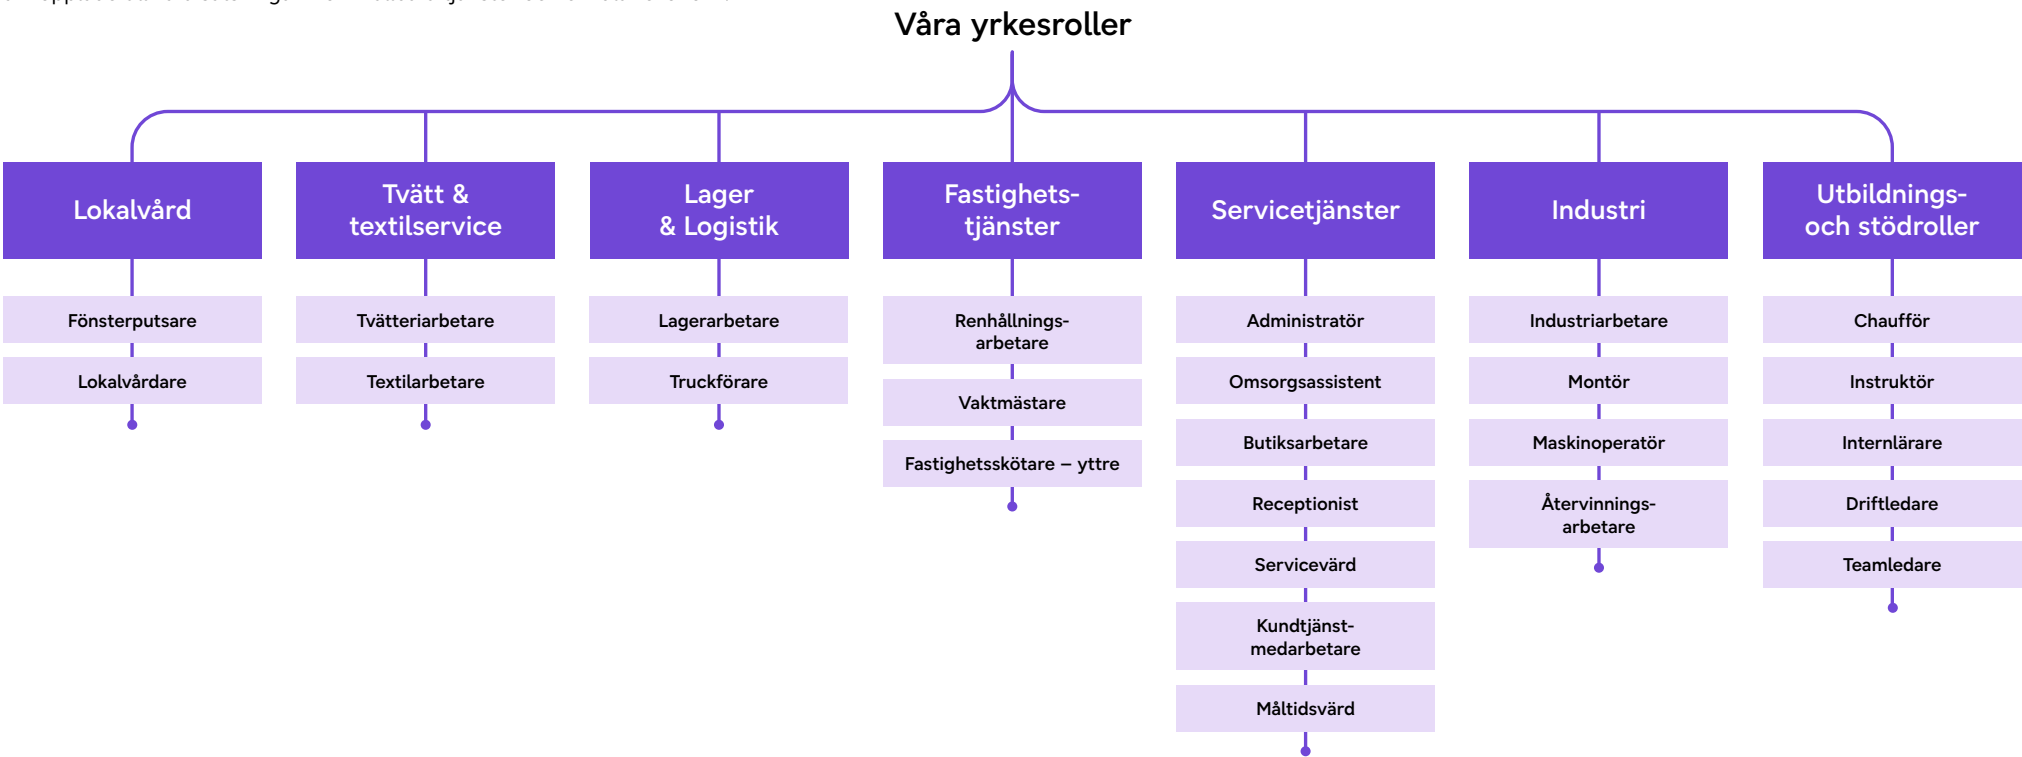 Våra yrkesroller
Lokalvård
Fönsterputsare
Lokalvårdare
Tvätt &
textilservice
Tvätteriarbetare
Textilarbetare
Lager
& Logistik
Lagerarbetare
Truckförare
Fastighets-
tjänster
Renhållnings-
arbetare
Vaktmästare
Fastighetsskötare – yttre
Servicetjänster
Administratör
Omsorgsassistent
Butiksarbetare
Receptionist
Servicevärd
Kundtjänst-
medarbetare
Måltidsvärd
Industri
Industriarbetare
Montör
Maskinoperatör
Återvinnings-
arbetare
Utbildnings-
och stödroller
Chaufför
Instruktör
Internlärare
Driftledare
Teamledare